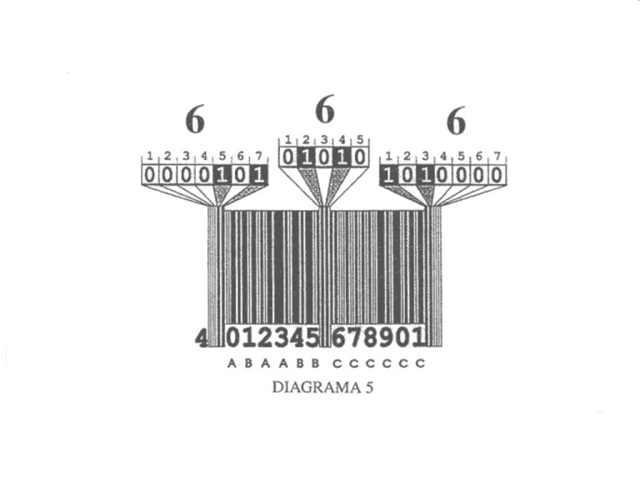 6 6 6
1 2 3 4 5 6 7 1 2 3 4 5 1 2 3 4 5 6 7
0 0 0 0 1 0 1 0 1 0 1 0 1 0 1 0 0 0 0
4 012345 678901
A B A A B B C C C C C C
DIAGRAMA 5